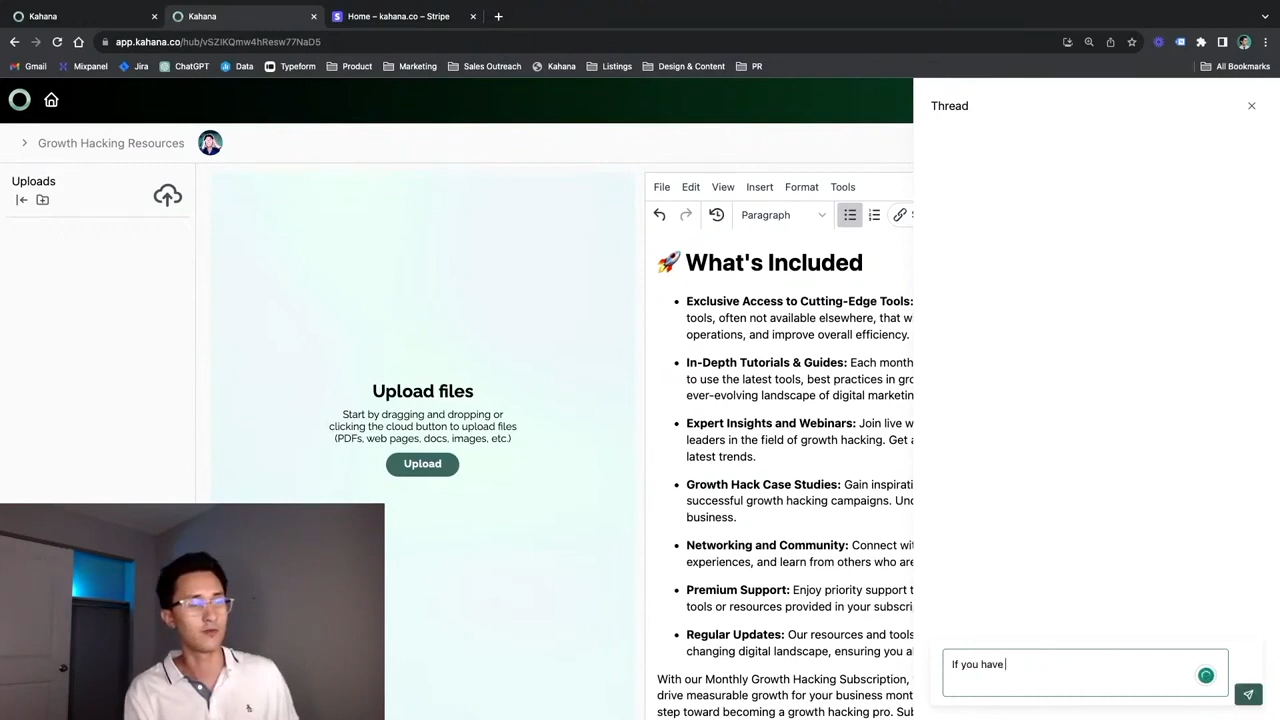 Kahana
Kahana
Home – kahana.co – Stripe
app.kahana.co/hub/vSZIKQmw4hResw77NaD5
Gmail
Mixpanel
Jira
ChatGPT
Data
Typeform
Product
Marketing
Sales Outreach
Kahana
Listings
Design & Content
PR
All Bookmarks
Growth Hacking Resources
Uploads
Upload files
Start by dragging and dropping or
clicking the cloud button to upload files
(PDFs, web pages, docs, images, etc.)
Upload
File Edit View Insert Format Tools
Paragraph
🚀 What's Included
• Exclusive Access to Cutting-Edge Tools:
tools, often not available elsewhere, that w
operations, and improve overall efficiency.
• In-Depth Tutorials & Guides: Each month
to use the latest tools, best practices in gro
ever-evolving landscape of digital marketin
• Expert Insights and Webinars: Join live w
leaders in the field of growth hacking. Get a
latest trends.
• Growth Hack Case Studies: Gain inspirati
successful growth hacking campaigns. Und
business.
• Networking and Community: Connect wit
experiences, and learn from others who are
• Premium Support: Enjoy priority support t
tools or resources provided in your subscri
• Regular Updates: Our resources and tools
changing digital landscape, ensuring you al
With our Monthly Growth Hacking Subscription,
drive measurable growth for your business mont
step toward becoming a growth hacking pro. Sub
Thread
If you have